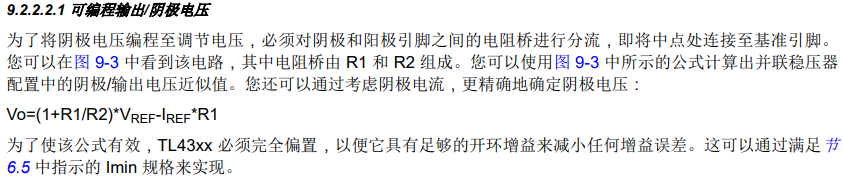 9.2.2.2.1 可编程输出/阴极电压
为了将阴极电压编程至调节电压，必须对阴极和阳极引脚之间的电阻桥进行分流，即将中点处连接至基准引脚。
您可以在图 9-3 中看到该电路，其中电阻桥由 R1 和 R2 组成。您可以使用图 9-3 中所示的公式计算出并联稳压器
配置中的阴极/输出电压近似值。您还可以通过考虑阴极电流，更精确地确定阴极电压：
Vo=(1+R1/R2)*VREF-IREF*R1
为了使该公式有效，TL43xx 必须完全偏置，以便它具有足够的开环增益来减小任何增益误差。这可以通过满足节
6.5 中指示的 Imin 规格来实现。